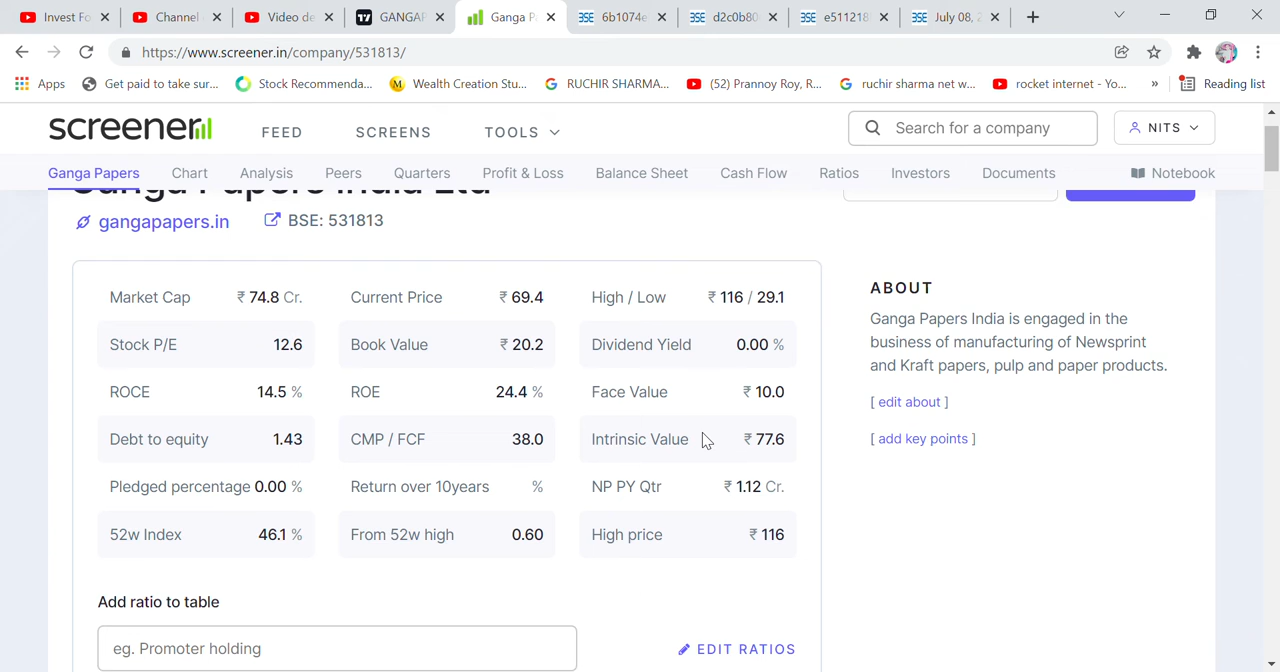 Invest Fo
Channel
Video de
GANGAP
Ganga P
6b1074e
d2c0b80
e511218
July 08, 2
https://www.screener.in/company/531813/
Apps
Get paid to take sur...
Stock Recommenda...
Wealth Creation Stu...
RUCHIR SHARMA...
(52) Prannoy Roy, R...
ruchir sharma net w...
rocket internet - Yo...
»
Reading list
screener
FEED
SCREENS
TOOLS
Search for a company
NITS
Ganga Papers
Chart
Analysis
Peers
Quarters
Profit & Loss
Balance Sheet
Cash Flow
Ratios
Investors
Documents
Notebook
Ganga Papers India Ltd
gangapapers.in
BSE: 531813
Market Cap ₹ 74.8 Cr.
Current Price ₹ 69.4
High / Low ₹ 116 / 29.1
Stock P/E 12.6
Book Value ₹ 20.2
Dividend Yield 0.00 %
ROCE 14.5 %
ROE 24.4 %
Face Value ₹ 10.0
Debt to equity 1.43
CMP / FCF 38.0
Intrinsic Value ₹ 77.6
Pledged percentage 0.00 %
Return over 10years %
NP PY Qtr ₹ 1.12 Cr.
52w Index 46.1 %
From 52w high 0.60
High price ₹ 116
Add ratio to table
eg. Promoter holding
EDIT RATIOS
ABOUT
Ganga Papers India is engaged in the
business of manufacturing of Newsprint
and Kraft papers, pulp and paper products.
[ edit about ]
[ add key points ]